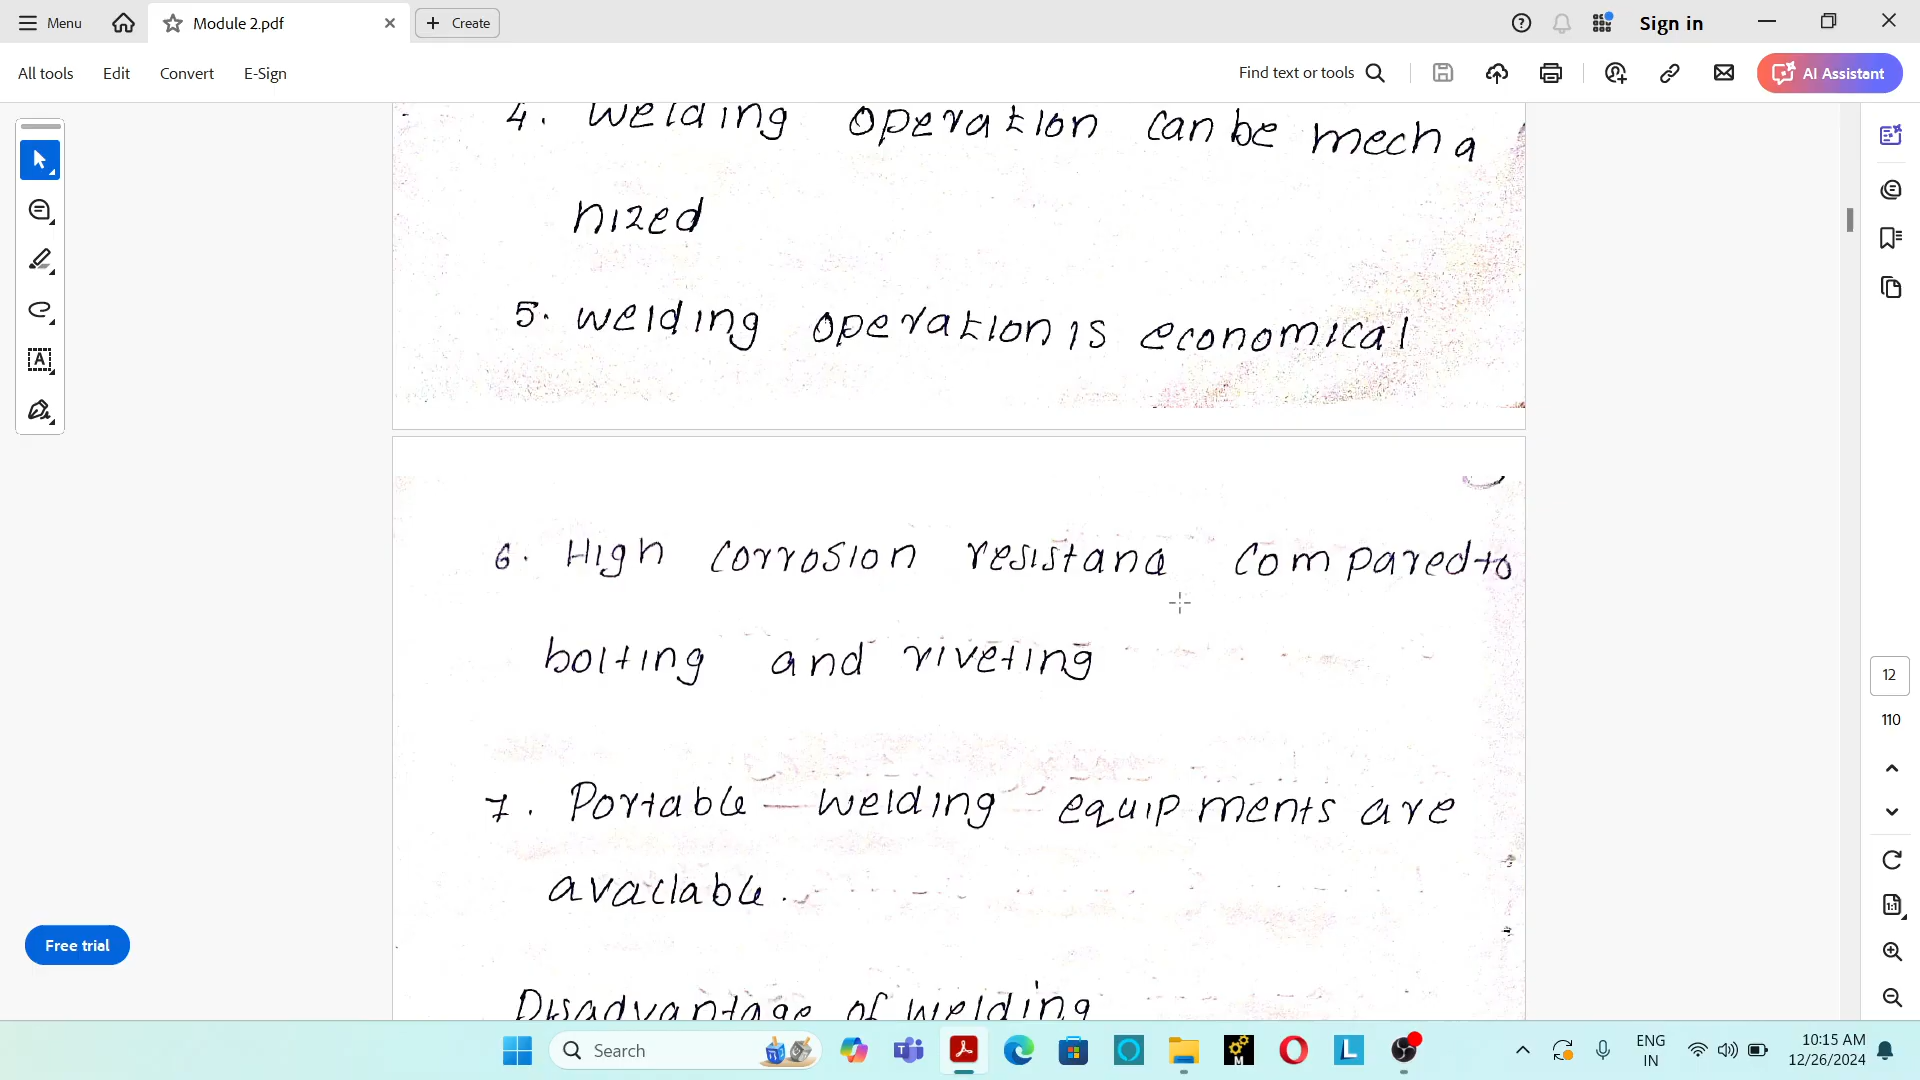 Menu
Module 2.pdf
Create
Sign in
All tools
Edit
Convert
E-Sign
Find text or tools
AI Assistant
4. Welding operation can be mecha
nized
5. welding operation is economical
6. High corrosion resistanc compared to
bolting and riveting
7. Portable welding equipments are
available.
Disadvantage of welding
12
110
Free trial
Search
ENG
IN
10:15 AM
12/26/2024